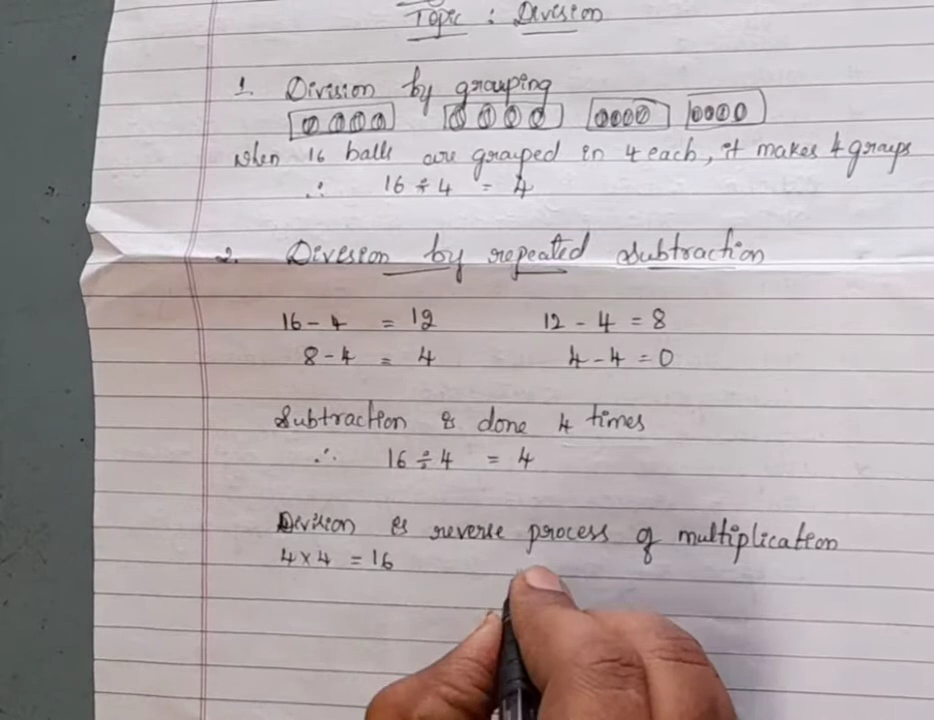 Topic : Division
1. Division by grouping
when 16 balls are grouped in 4 each, it makes 4 groups
∴ 16 ÷ 4 = 4
2. Division by repeated subtraction
16 - 4 = 12 12 - 4 = 8
8 - 4 = 4 4 - 4 = 0
Subtraction is done 4 times
∴ 16 ÷ 4 = 4
Division is reverse process of multiplication
4 × 4 = 16